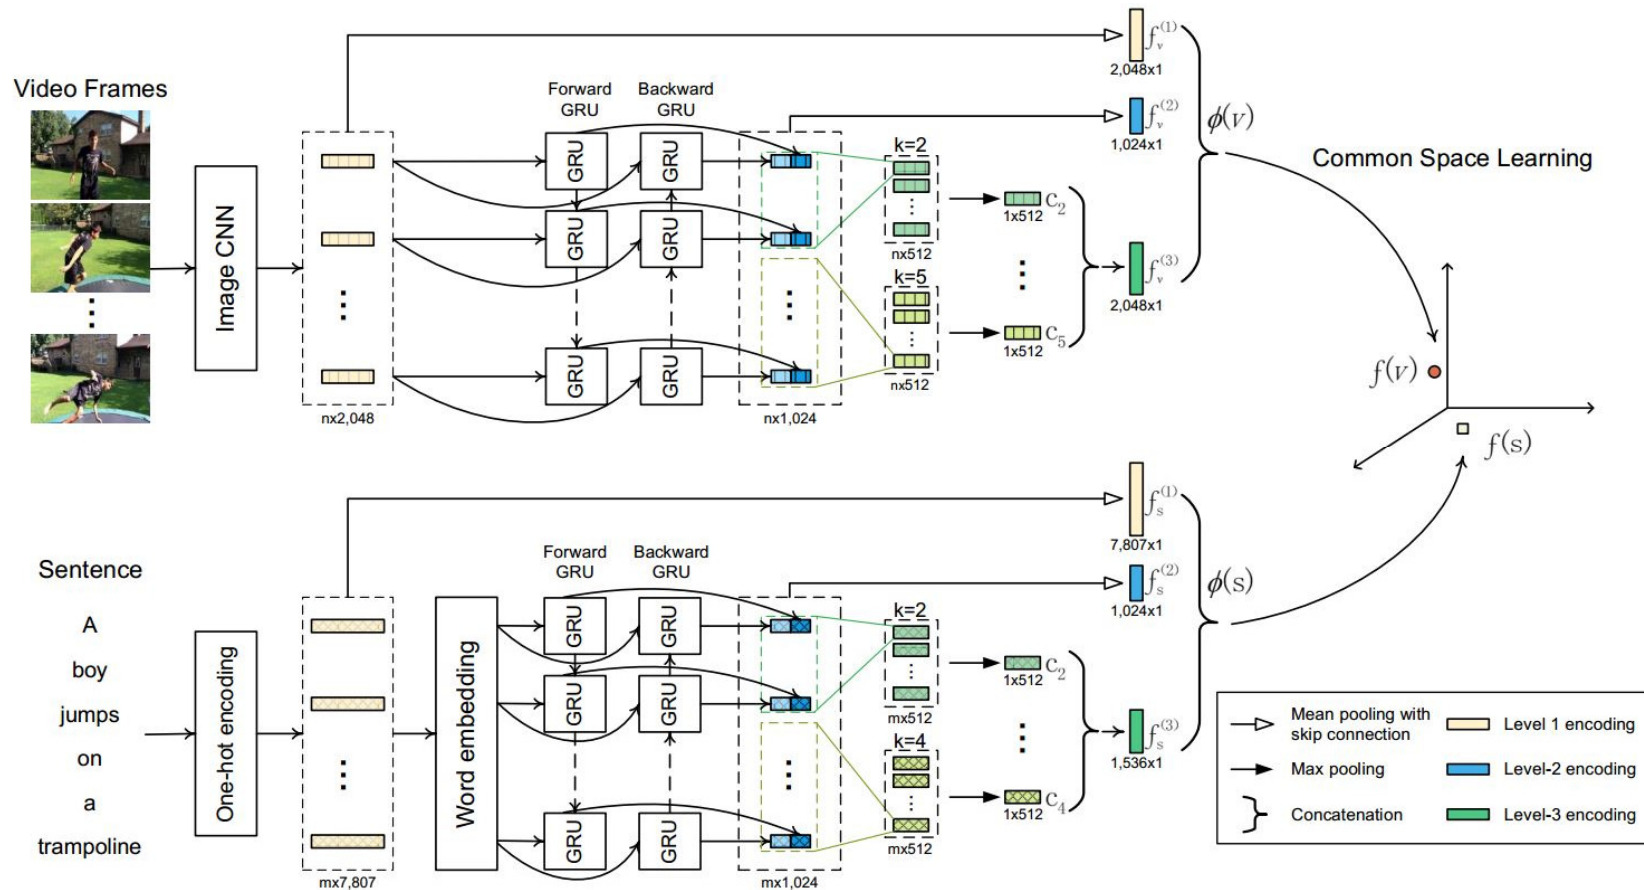 Video Frames
Image CNN
nx2,048
Forward
GRU
Backward
GRU
GRU
GRU
GRU
GRU
GRU
GRU
nx1,024
k=2
nx512
k=5
nx512
1x512
C2
1x512
C5
f_v^(1)
2,048x1
f_v^(2)
1,024x1
f_v^(3)
2,048x1
ϕ(v)
Common Space Learning
f(v)
f(s)
Sentence
A
boy
jumps
on
a
trampoline
One-hot encoding
mx7,807
Word embedding
Forward
GRU
Backward
GRU
GRU
GRU
GRU
GRU
GRU
GRU
mx1,024
k=2
mx512
k=4
mx512
1x512
C2
1x512
C4
f_s^(1)
7,807x1
f_s^(2)
1,024x1
f_s^(3)
1,536x1
ϕ(s)
Mean pooling with
skip connection
Max pooling
Concatenation
Level 1 encoding
Level-2 encoding
Level-3 encoding